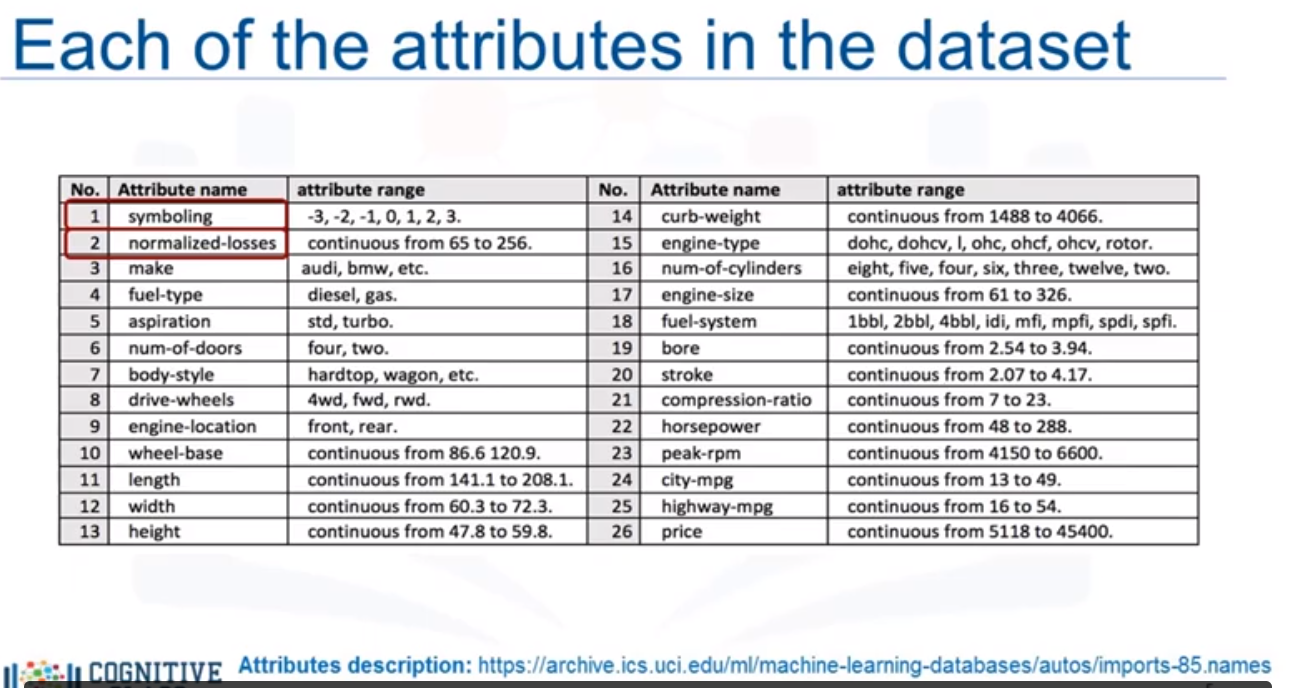 Each of the attributes in the dataset
No. Attribute name attribute range No. Attribute name attribute range
1 symboling -3, -2, -1, 0, 1, 2, 3. 14 curb-weight continuous from 1488 to 4066.
2 normalized-losses continuous from 65 to 256. 15 engine-type dohc, dohcv, l, ohc, ohcf, ohcv, rotor.
3 make audi, bmw, etc. 16 num-of-cylinders eight, five, four, six, three, twelve, two.
4 fuel-type diesel, gas. 17 engine-size continuous from 61 to 326.
5 aspiration std, turbo. 18 fuel-system 1bbl, 2bbl, 4bbl, idi, mfi, mpfi, spdi, spfi.
6 num-of-doors four, two. 19 bore continuous from 2.54 to 3.94.
7 body-style hardtop, wagon, etc. 20 stroke continuous from 2.07 to 4.17.
8 drive-wheels 4wd, fwd, rwd. 21 compression-ratio continuous from 7 to 23.
9 engine-location front, rear. 22 horsepower continuous from 48 to 288.
10 wheel-base continuous from 86.6 120.9. 23 peak-rpm continuous from 4150 to 6600.
11 length continuous from 141.1 to 208.1. 24 city-mpg continuous from 13 to 49.
12 width continuous from 60.3 to 72.3. 25 highway-mpg continuous from 16 to 54.
13 height continuous from 47.8 to 59.8. 26 price continuous from 5118 to 45400.
COGNITIVE Attributes description: https://archive.ics.uci.edu/ml/machine-learning-databases/autos/imports-85.names